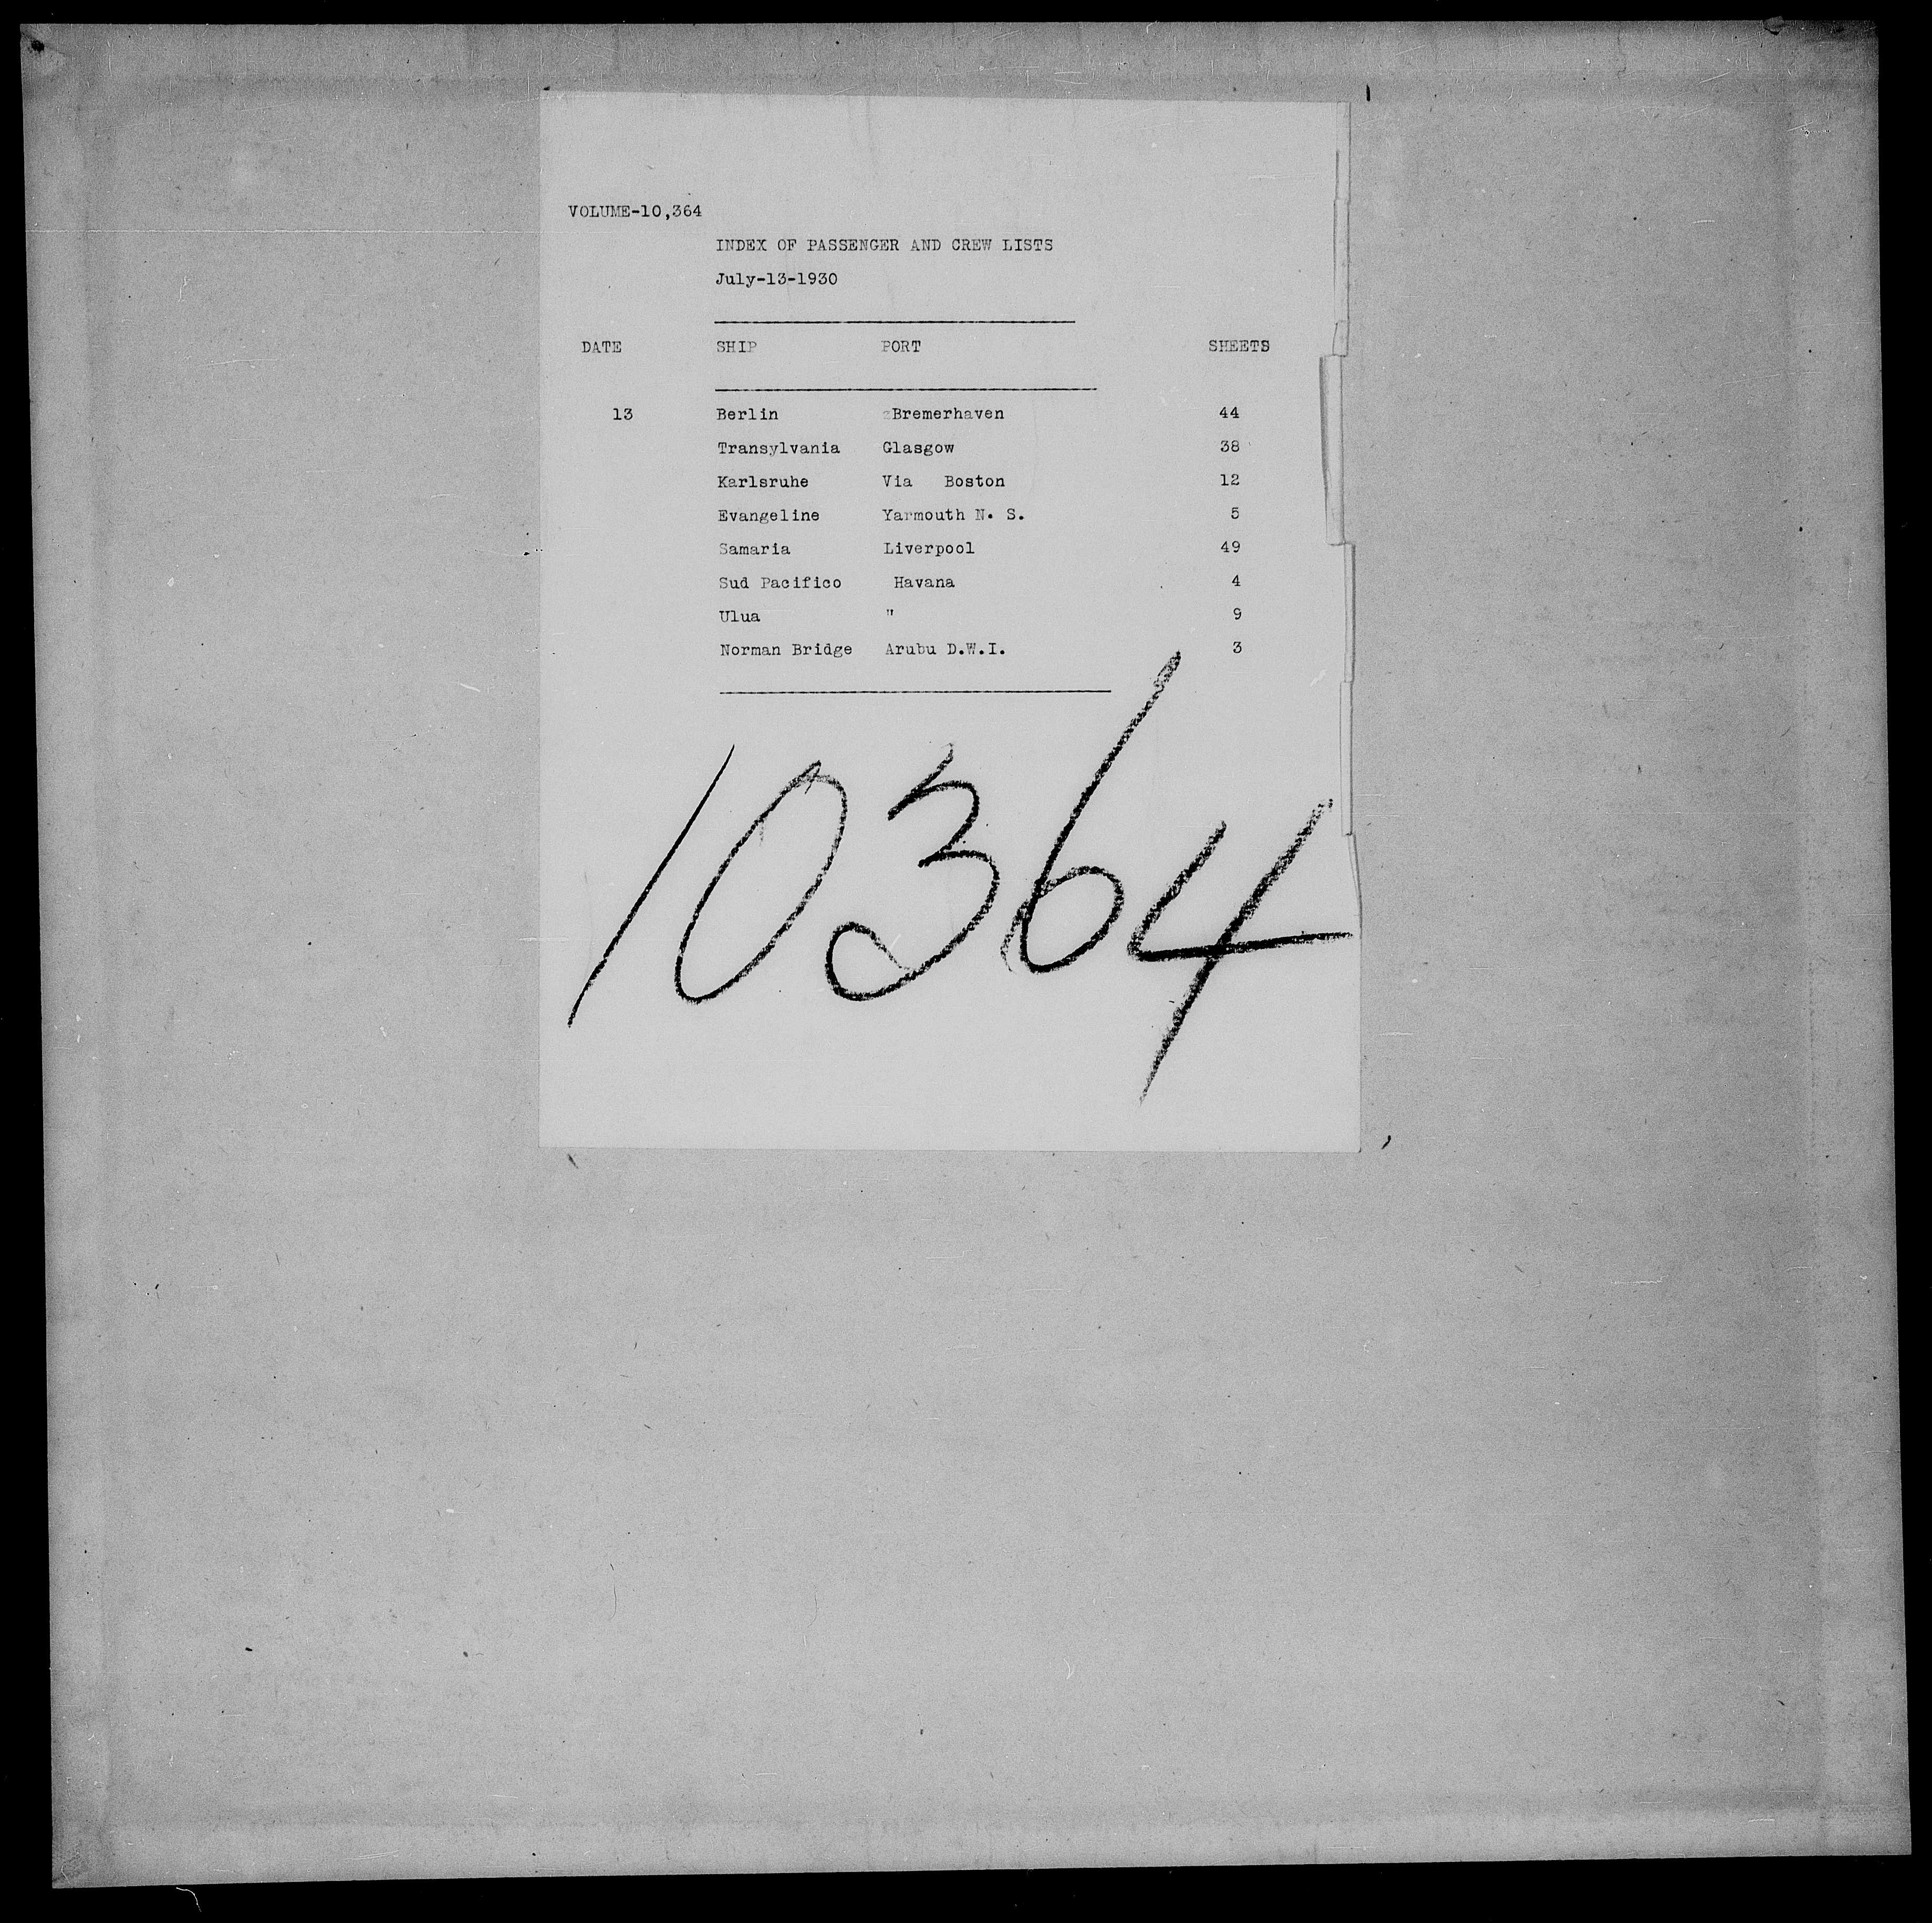 VOLUME-10,364
INDEX OF PASSENGER AND CREW LISTS
July-13-1930
DATE SHIP PORT SHEETS
13 Berlin Bremerhaven 44
Transylvania Glasgow 38
Karlsruhe Via Boston 12
Evangeline Yarmouth N. S. 5
Samaria Liverpool 49
Sud Pacifico Havana 4
Ulua " 9
Norman Bridge Arubu D.W.I. 3
10364